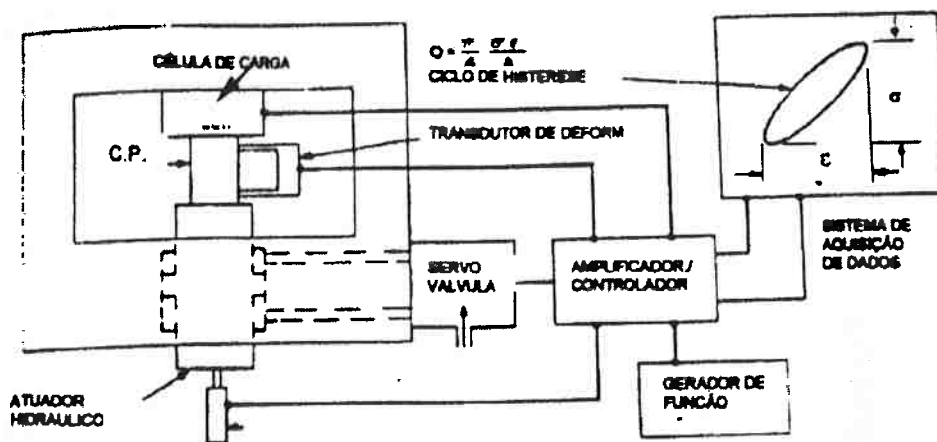 CÉLULA DE CARGA
CICLO DE HISTERESE
TRANSDUTOR DE DEFORM
C.P.
σ
ε
SISTEMA DE
AQUISIÇÃO
DE DADOS
SERVO
VALVULA
AMPLIFICADOR/
CONTROLADOR
GERADOR DE
FUNCÃO
ATUADOR
HIDRAULICO